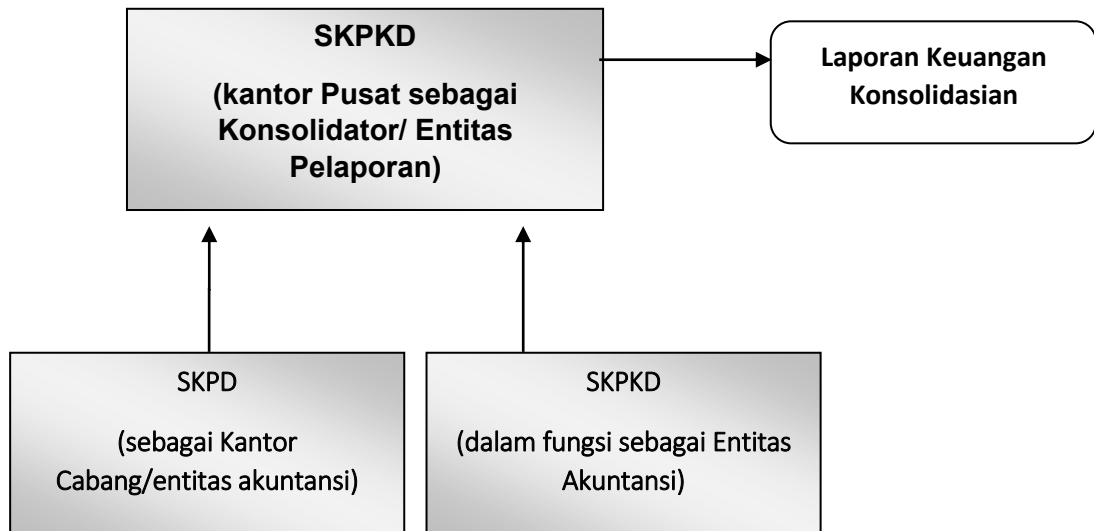 SKPKD
(kantor Pusat sebagai
Konsolidator/ Entitas
Pelaporan)
Laporan Keuangan
Konsolidasian
SKPD
(sebagai Kantor
Cabang/entitas akuntansi)
SKPKD
(dalam fungsi sebagai Entitas
Akuntansi)